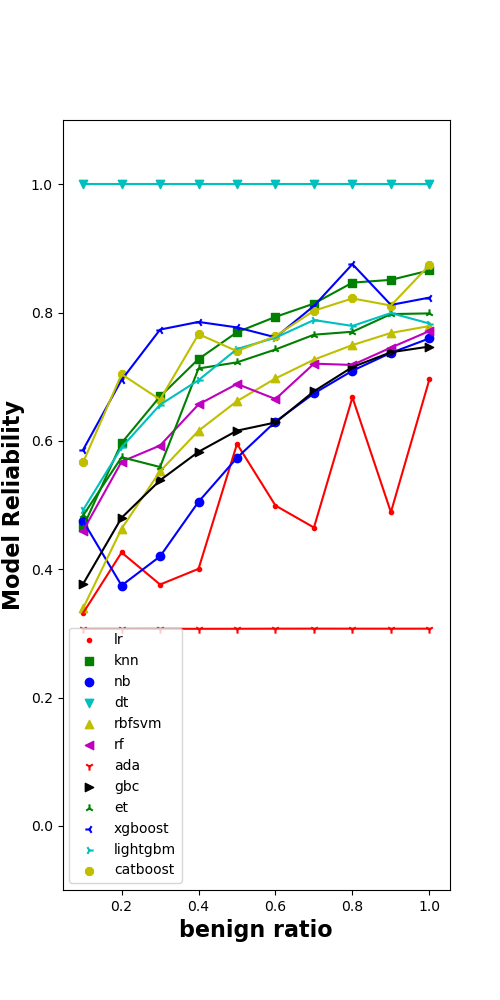 1.0
0.8
0.6
0.4
0.2
0.0
Model Reliability
lr
knn
nb
dt
rbfsvm
rf
ada
gbc
et
xgboost
lightgbm
catboost
0.2 0.4 0.6 0.8 1.0
benign ratio